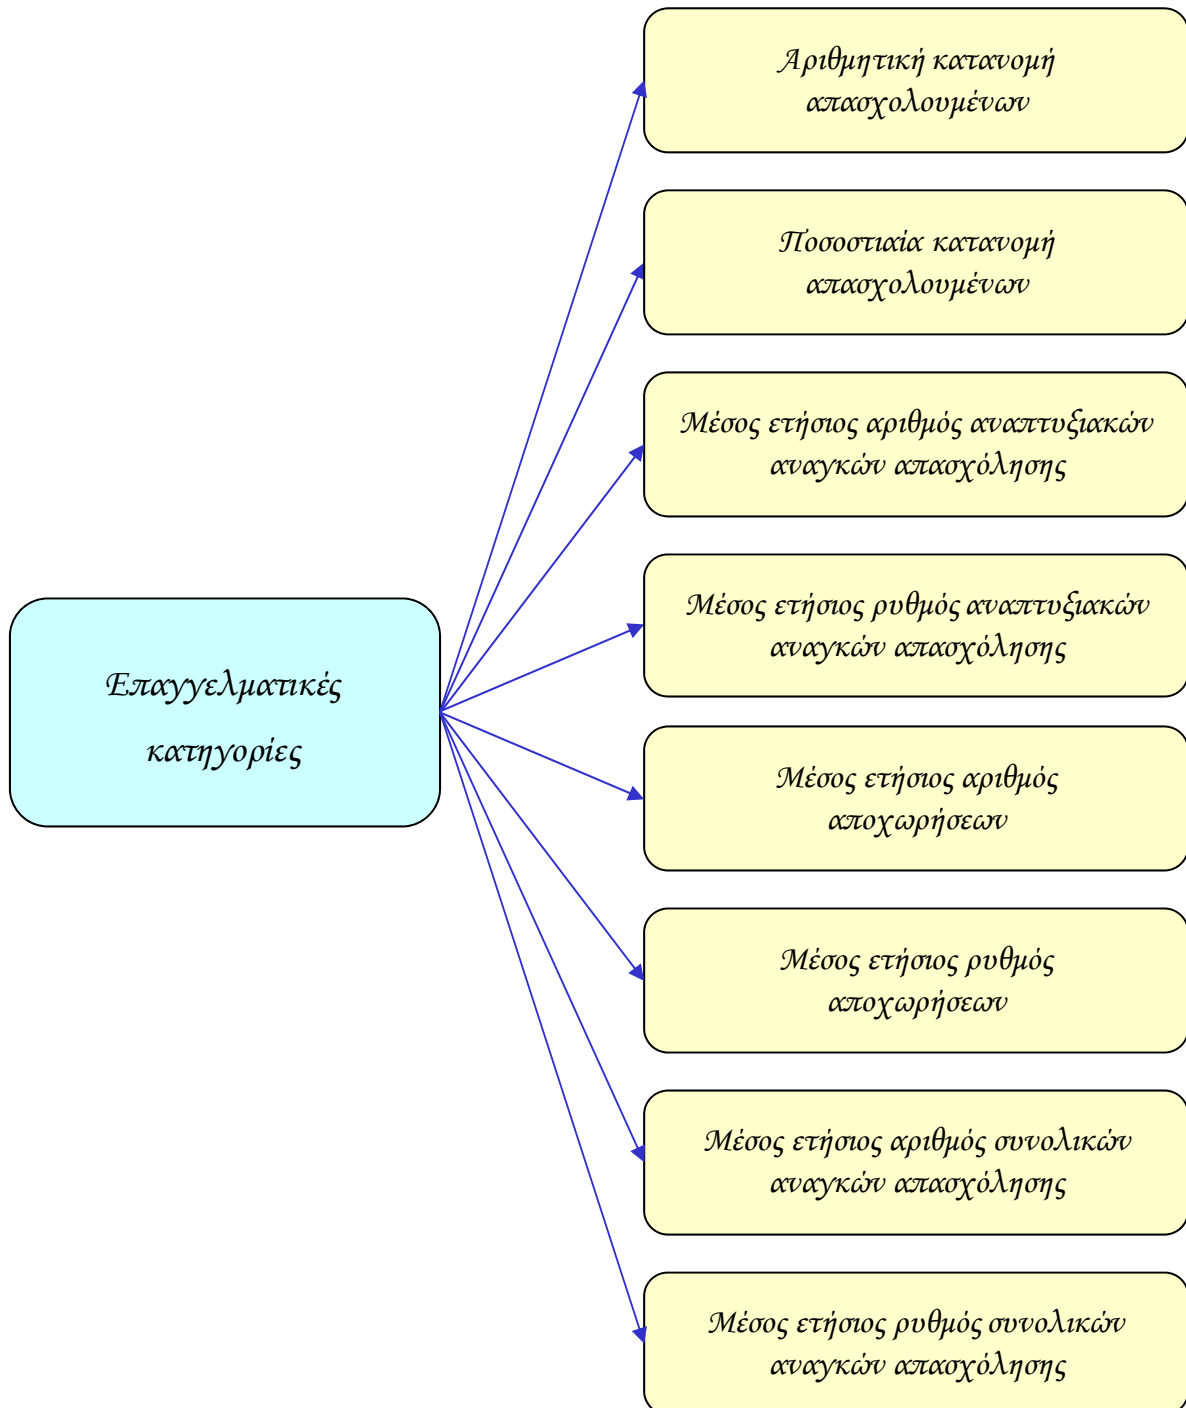 Αριθμητική κατανομή
απασχολουμένων
Ποσοστιαία κατανομή
απασχολουμένων
Μέσος ετήσιος αριθμός αναπτυξιακών
αναγκών απασχόλησης
Μέσος ετήσιος ρυθμός αναπτυξιακών
αναγκών απασχόλησης
Επαγγελματικές
κατηγορίες
Μέσος ετήσιος αριθμός
αποχωρήσεων
Μέσος ετήσιος ρυθμός
αποχωρήσεων
Μέσος ετήσιος αριθμός συνολικών
αναγκών απασχόλησης
Μέσος ετήσιος ρυθμός συνολικών
αναγκών απασχόλησης